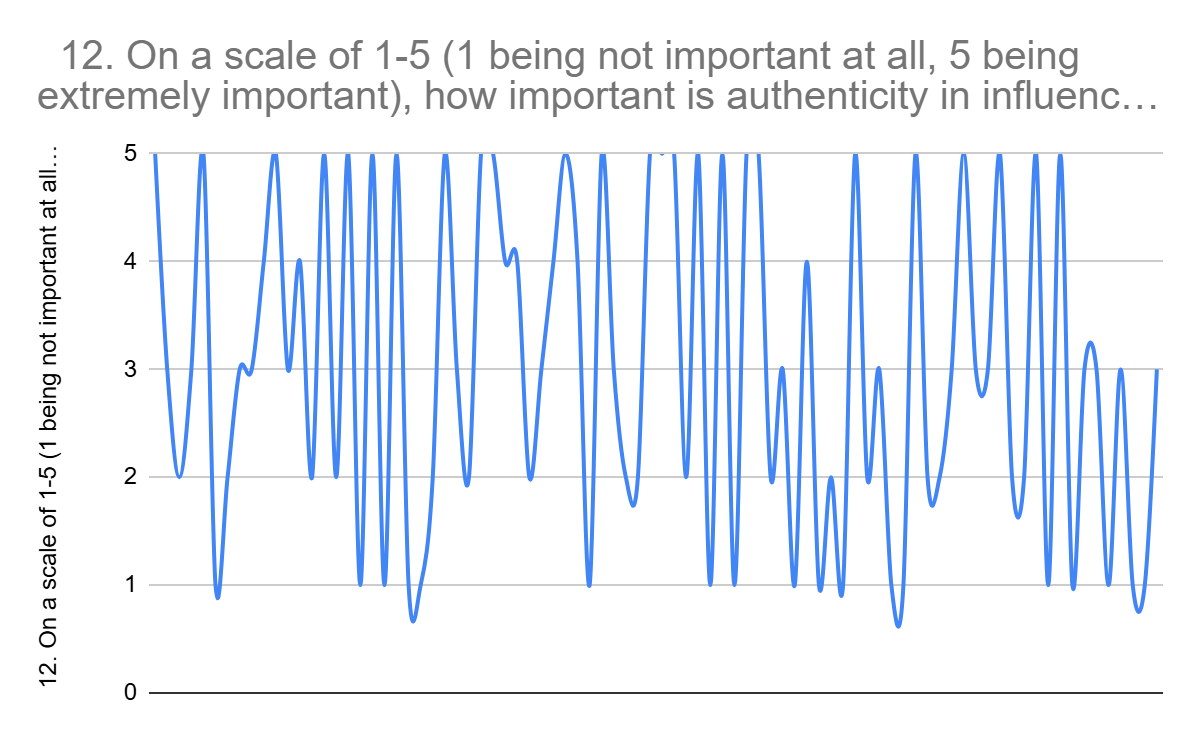 12. On a scale of 1-5 (1 being not important at all, 5 being
extremely important), how important is authenticity in influenc…
12. On a scale of 1-5 (1 being not important at all…
5
4
3
2
1
0